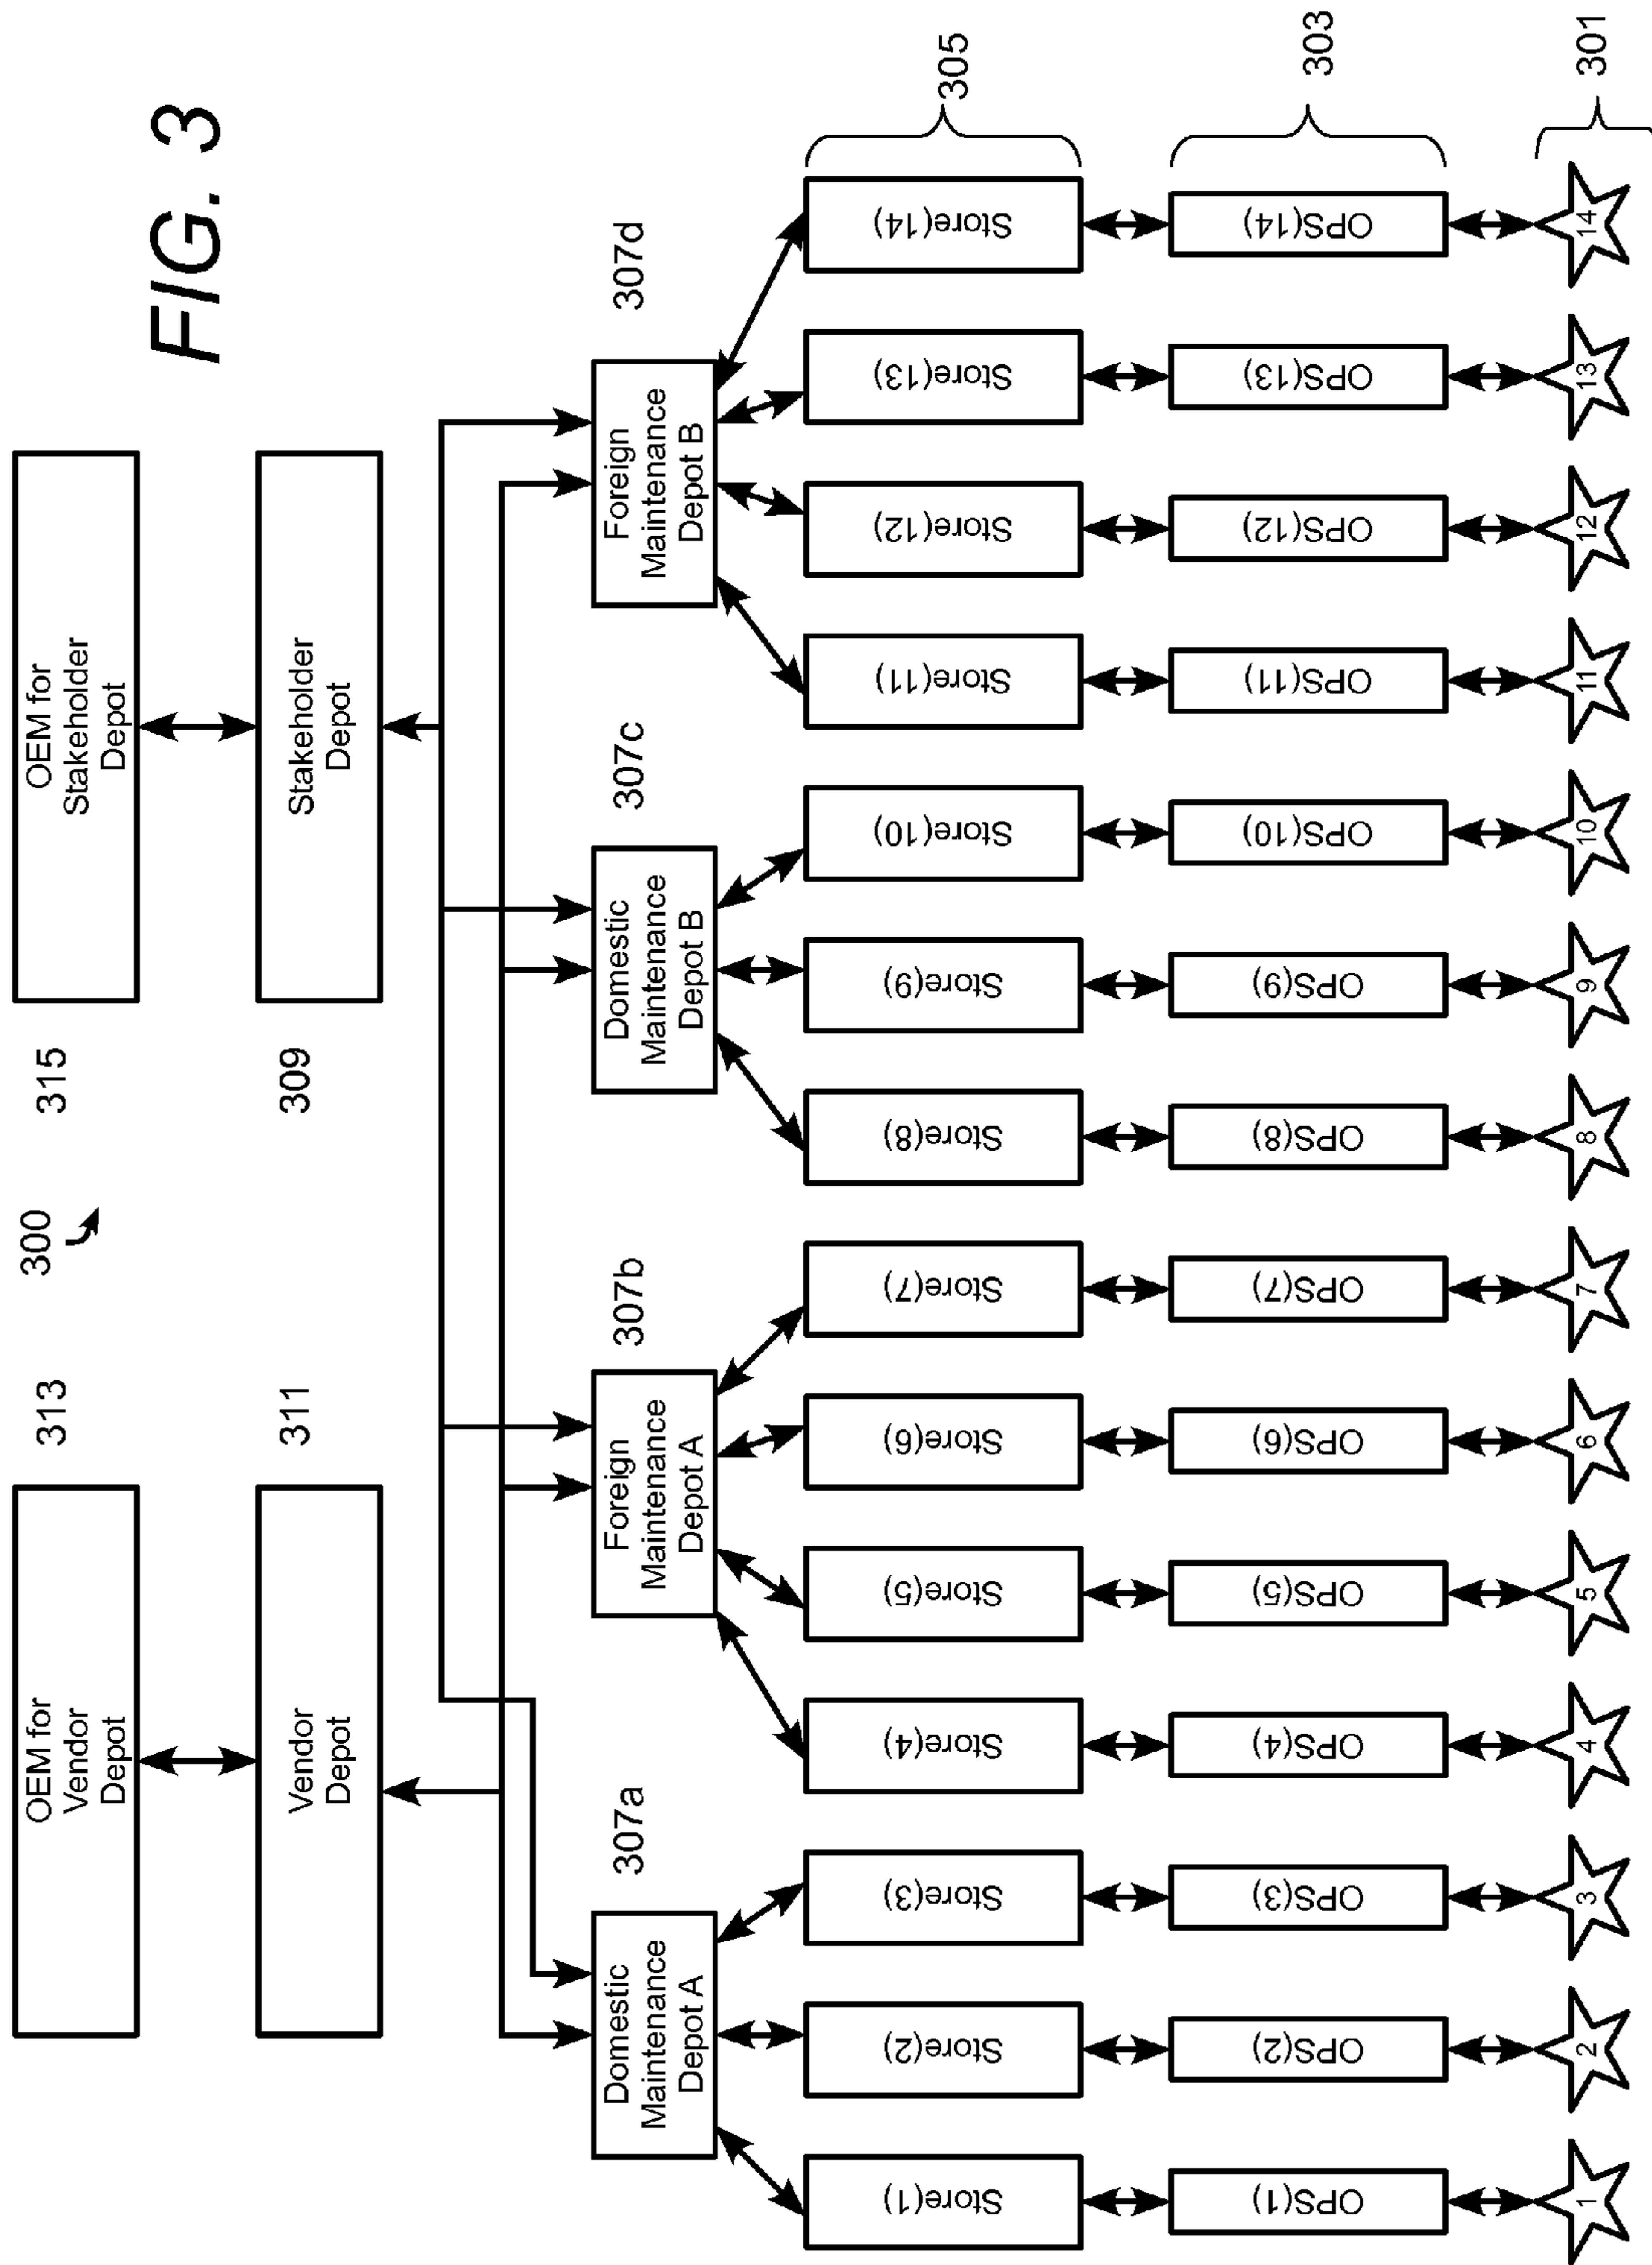 FIG. 3
300
313
OEM for
Vendor
Depot
315
OEM for
Stakeholder
Depot
311
Vendor
Depot
309
Stakeholder
Depot
307a
Domestic
Maintenance
Depot A
307b
Foreign
Maintenance
Depot A
307c
Domestic
Maintenance
Depot B
307d
Foreign
Maintenance
Depot B
Store(1)
Store(2)
Store(3)
Store(4)
Store(5)
Store(6)
Store(7)
Store(8)
Store(9)
Store(10)
Store(11)
Store(12)
Store(13)
Store(14)
305
OPS(1)
OPS(2)
OPS(3)
OPS(4)
OPS(5)
OPS(6)
OPS(7)
OPS(8)
OPS(9)
OPS(10)
OPS(11)
OPS(12)
OPS(13)
OPS(14)
303
1
2
3
4
5
6
7
8
9
10
11
12
13
14
301